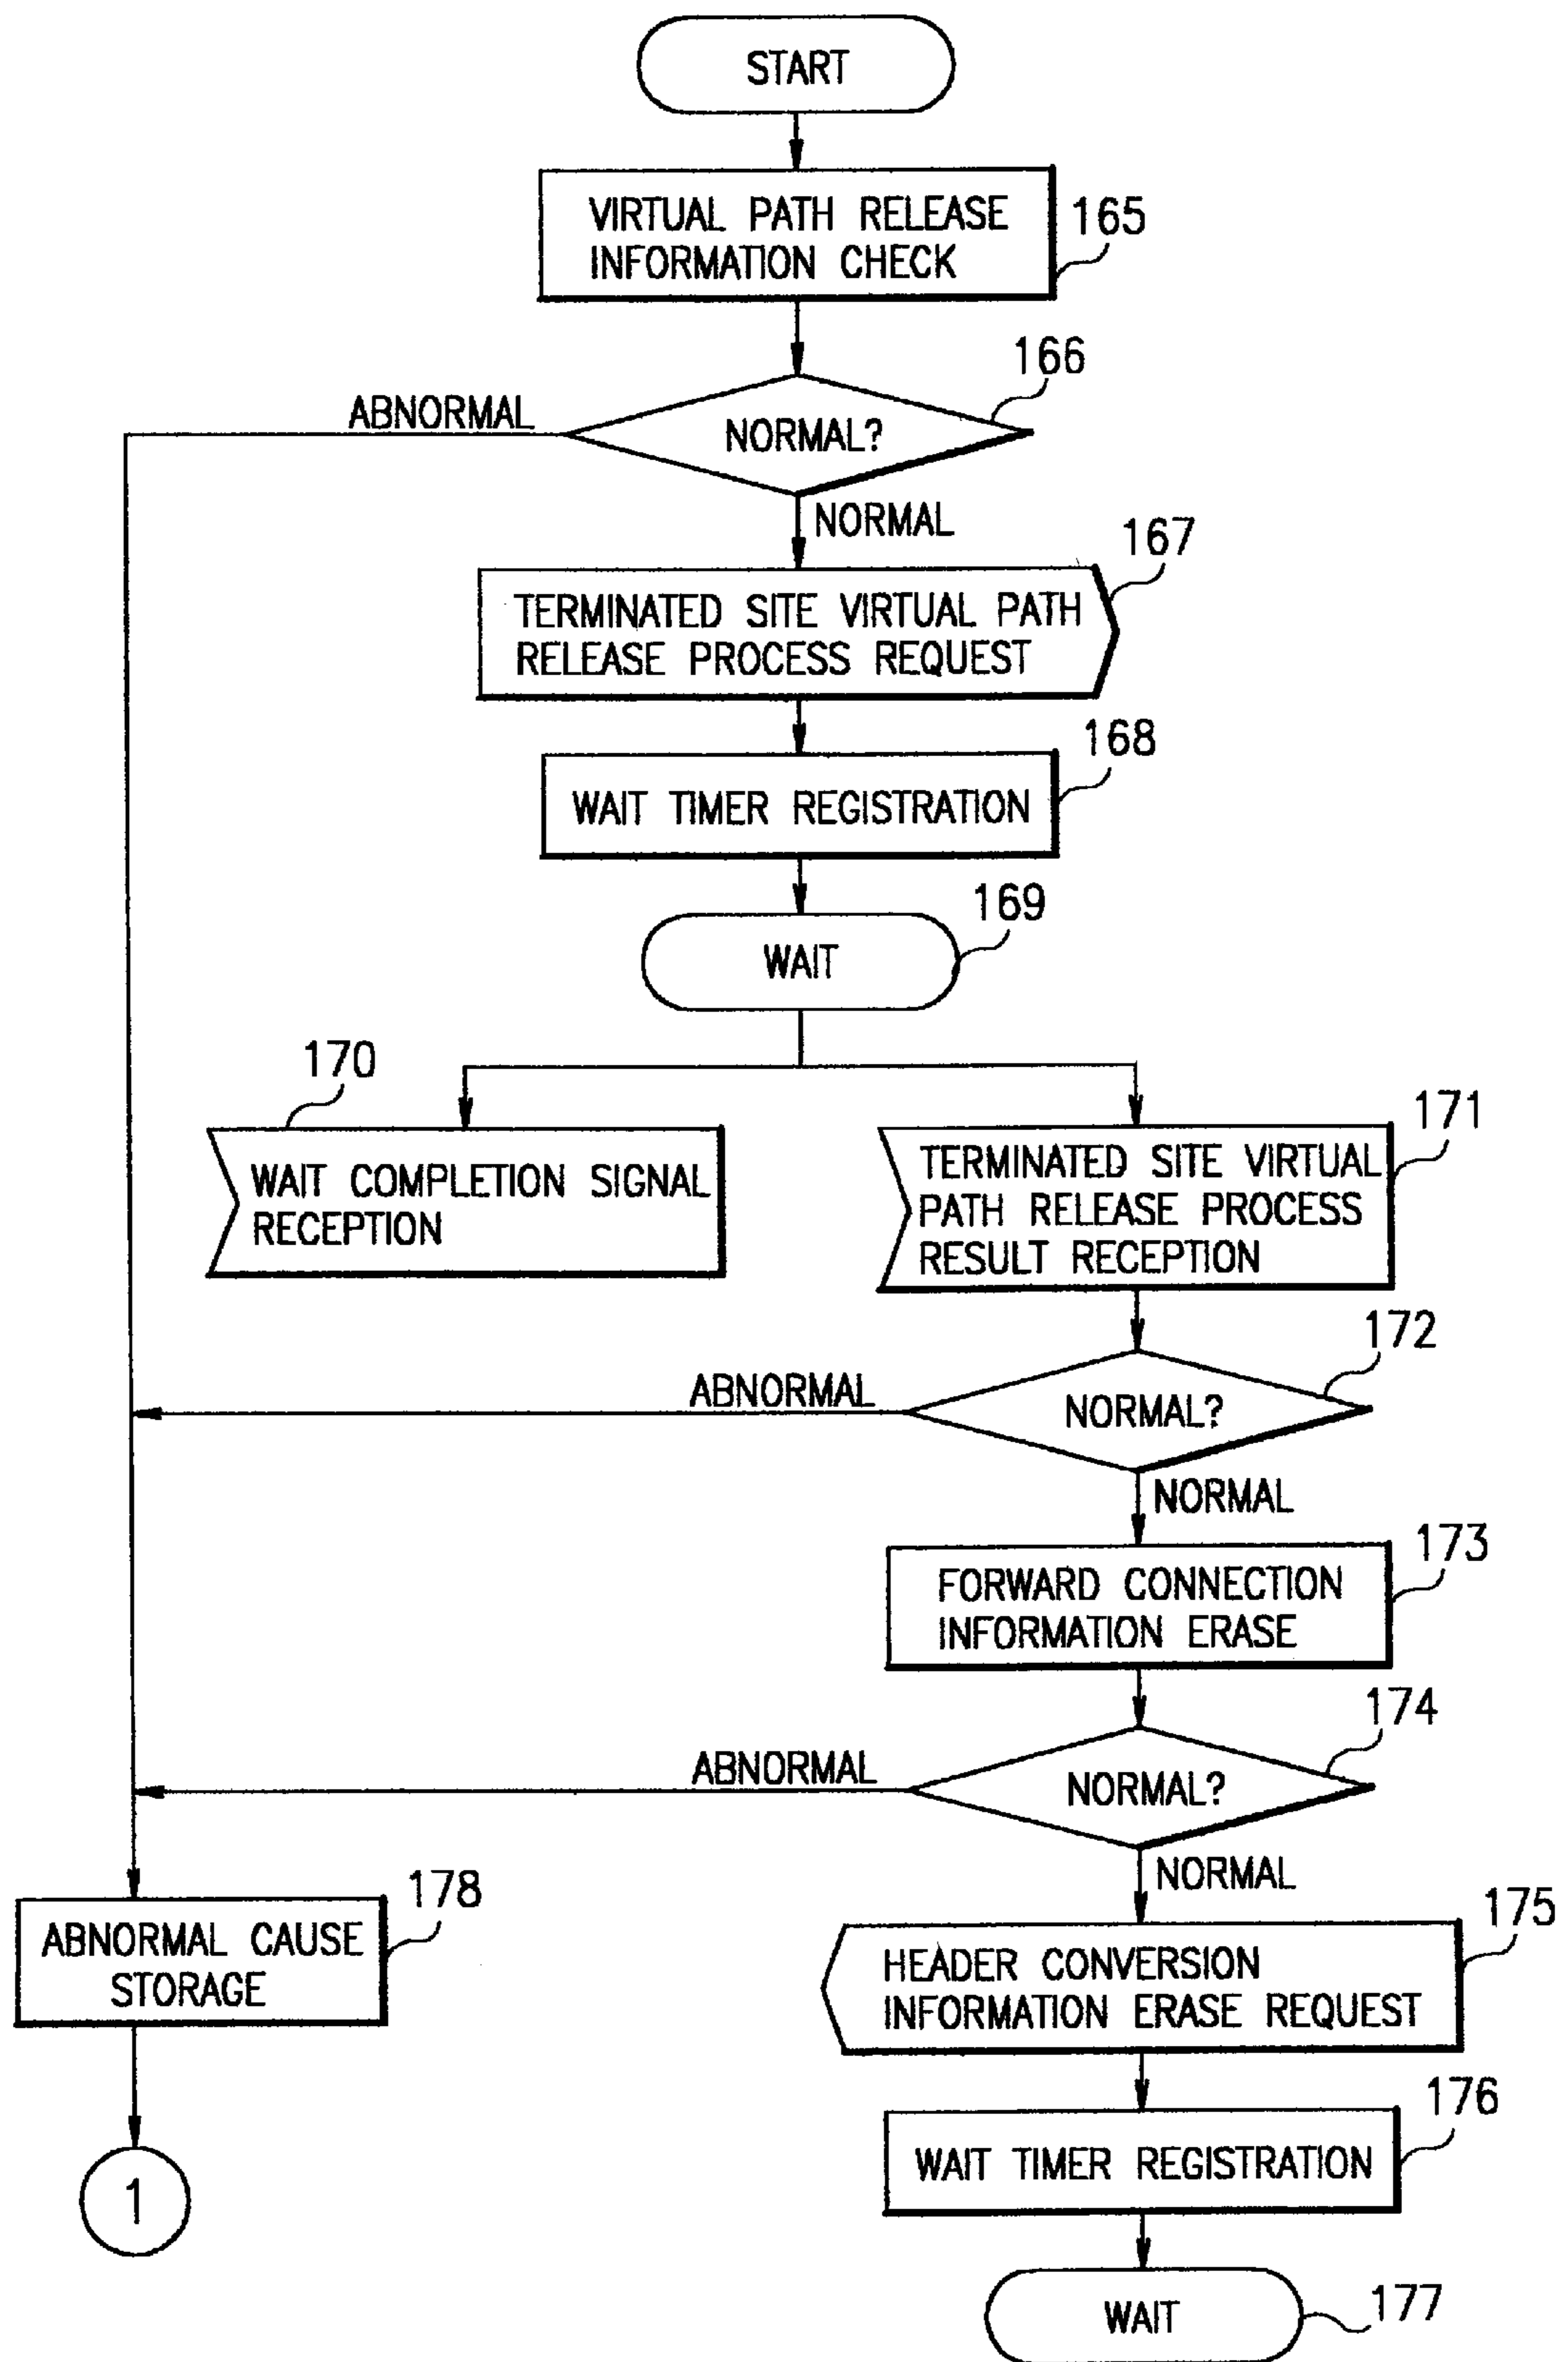 START
VIRTUAL PATH RELEASE
INFORMATION CHECK
165
166
ABNORMAL
NORMAL?
NORMAL
167
TERMINATED SITE VIRTUAL PATH
RELEASE PROCESS REQUEST
168
WAIT TIMER REGISTRATION
169
WAIT
170
WAIT COMPLETION SIGNAL
RECEPTION
171
TERMINATED SITE VIRTUAL
PATH RELEASE PROCESS
RESULT RECEPTION
172
ABNORMAL
NORMAL?
NORMAL
173
FORWARD CONNECTION
INFORMATION ERASE
174
ABNORMAL
NORMAL?
NORMAL
178
ABNORMAL CAUSE
STORAGE
175
HEADER CONVERSION
INFORMATION ERASE REQUEST
176
WAIT TIMER REGISTRATION
1
177
WAIT